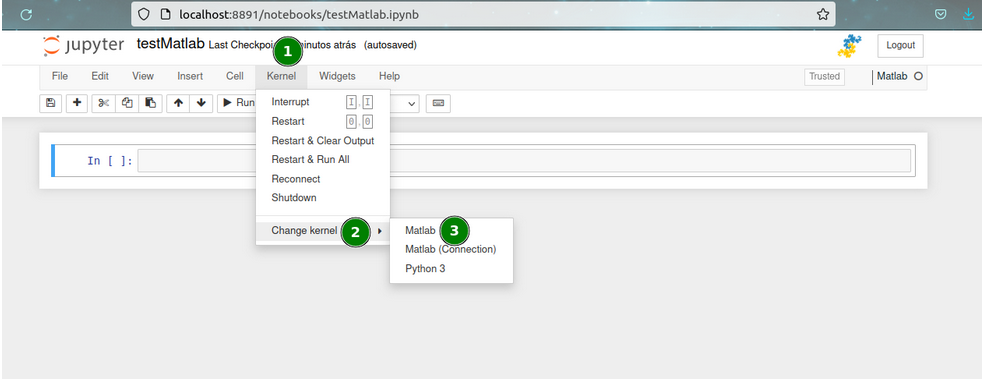 localhost:8891/notebooks/testMatlab.ipynb
jupyter testMatlab Last Checkpoi 1 inutos atrás (autosaved) Logout
File Edit View Insert Cell Kernel Widgets Help Trusted Matlab
Run
Interrupt I , I
Restart 0 , 0
Restart & Clear Output
Restart & Run All
Reconnect
Shutdown
In [ ]:
Change kernel 2
Matlab 3
Matlab (Connection)
Python 3